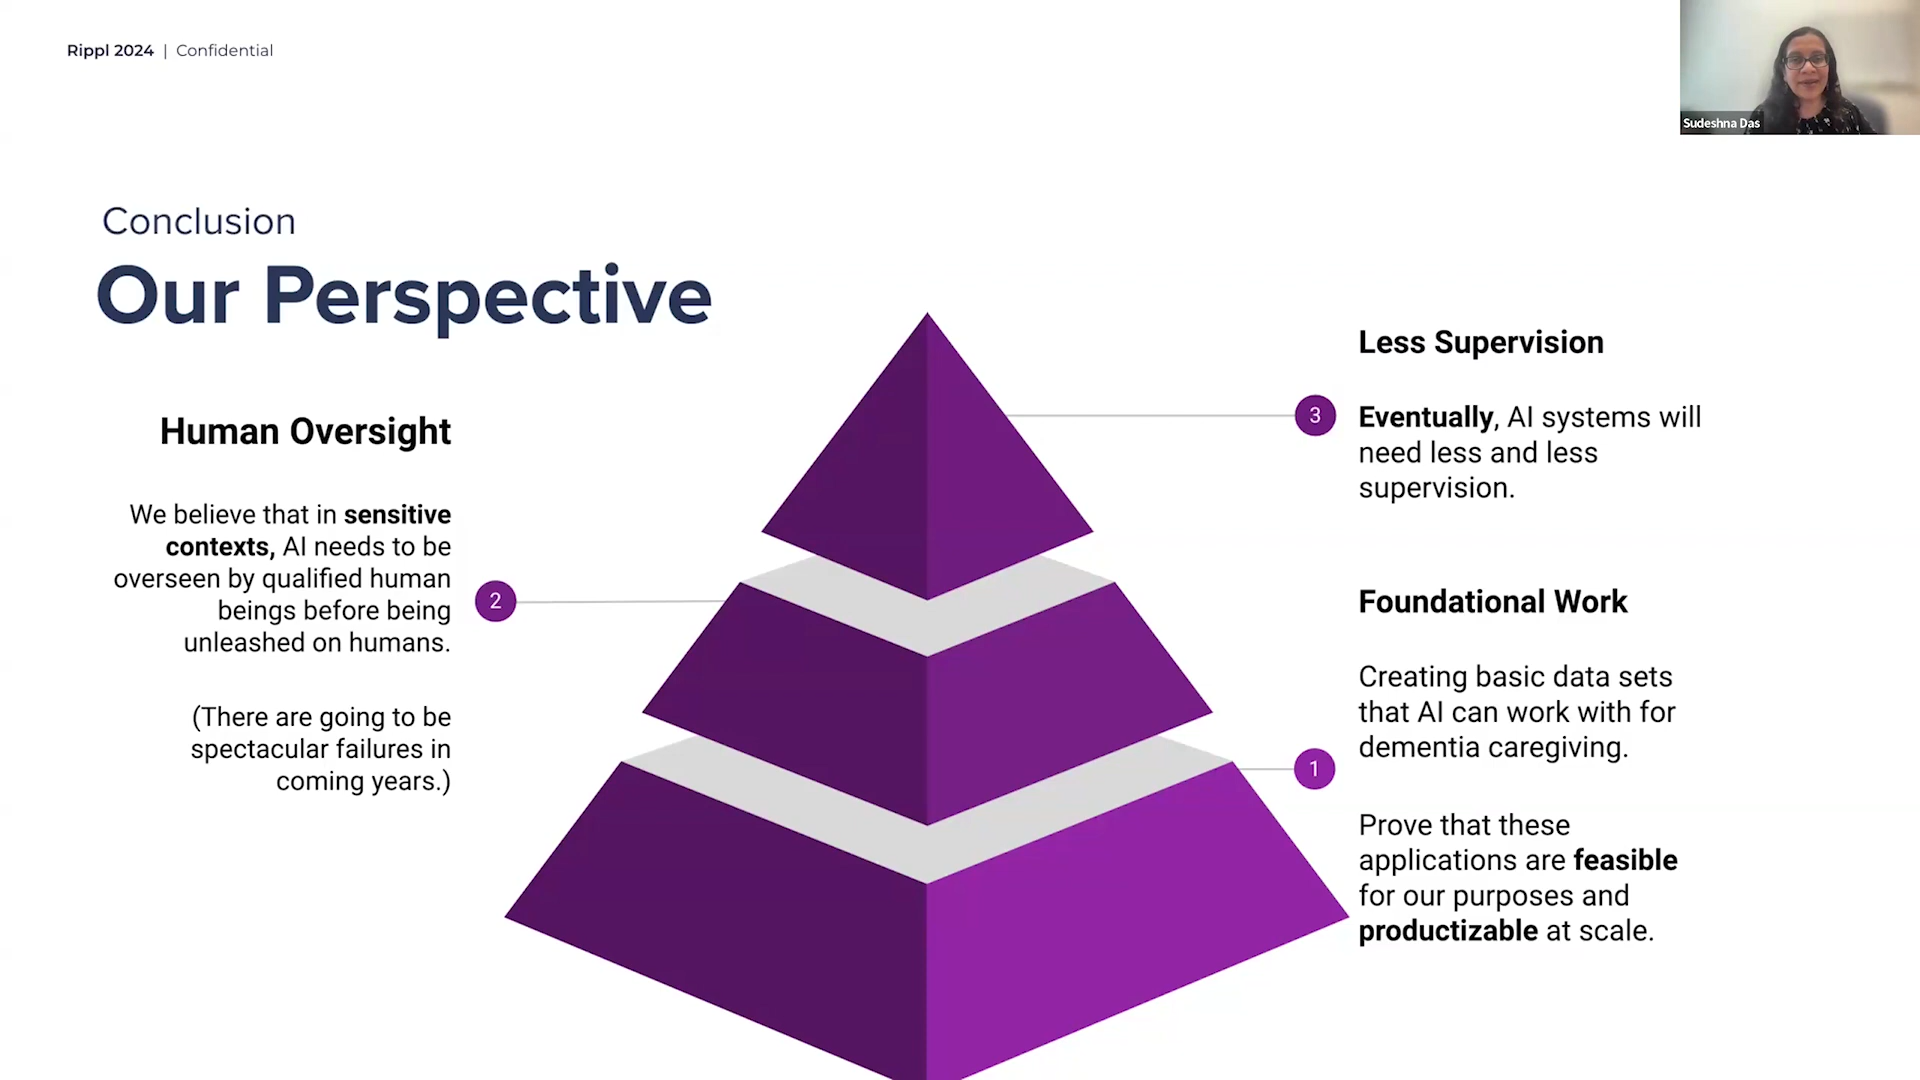 Rippl 2024 | Confidential
Sudeshna Das
Conclusion
Our Perspective
Human Oversight
We believe that in sensitive
contexts, AI needs to be
overseen by qualified human
beings before being
unleashed on humans.
(There are going to be
spectacular failures in
coming years.)
2
3
Less Supervision
Eventually, AI systems will
need less and less
supervision.
1
Foundational Work
Creating basic data sets
that AI can work with for
dementia caregiving.
Prove that these
applications are feasible
for our purposes and
productizable at scale.